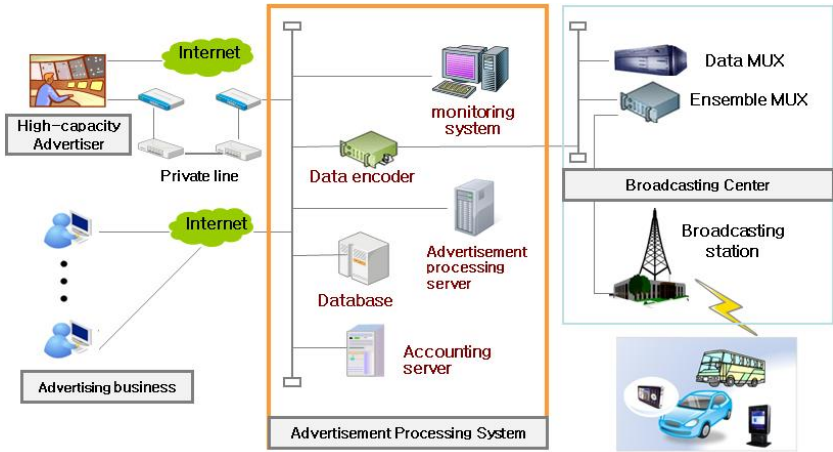 Internet
High-capacity
Advertiser
Private line
Internet
Advertising business
monitoring
system
Data encoder
Advertisement
processing
server
Database
Accounting
server
Advertisement Processing System
Data MUX
Ensemble MUX
Broadcasting Center
Broadcasting
station